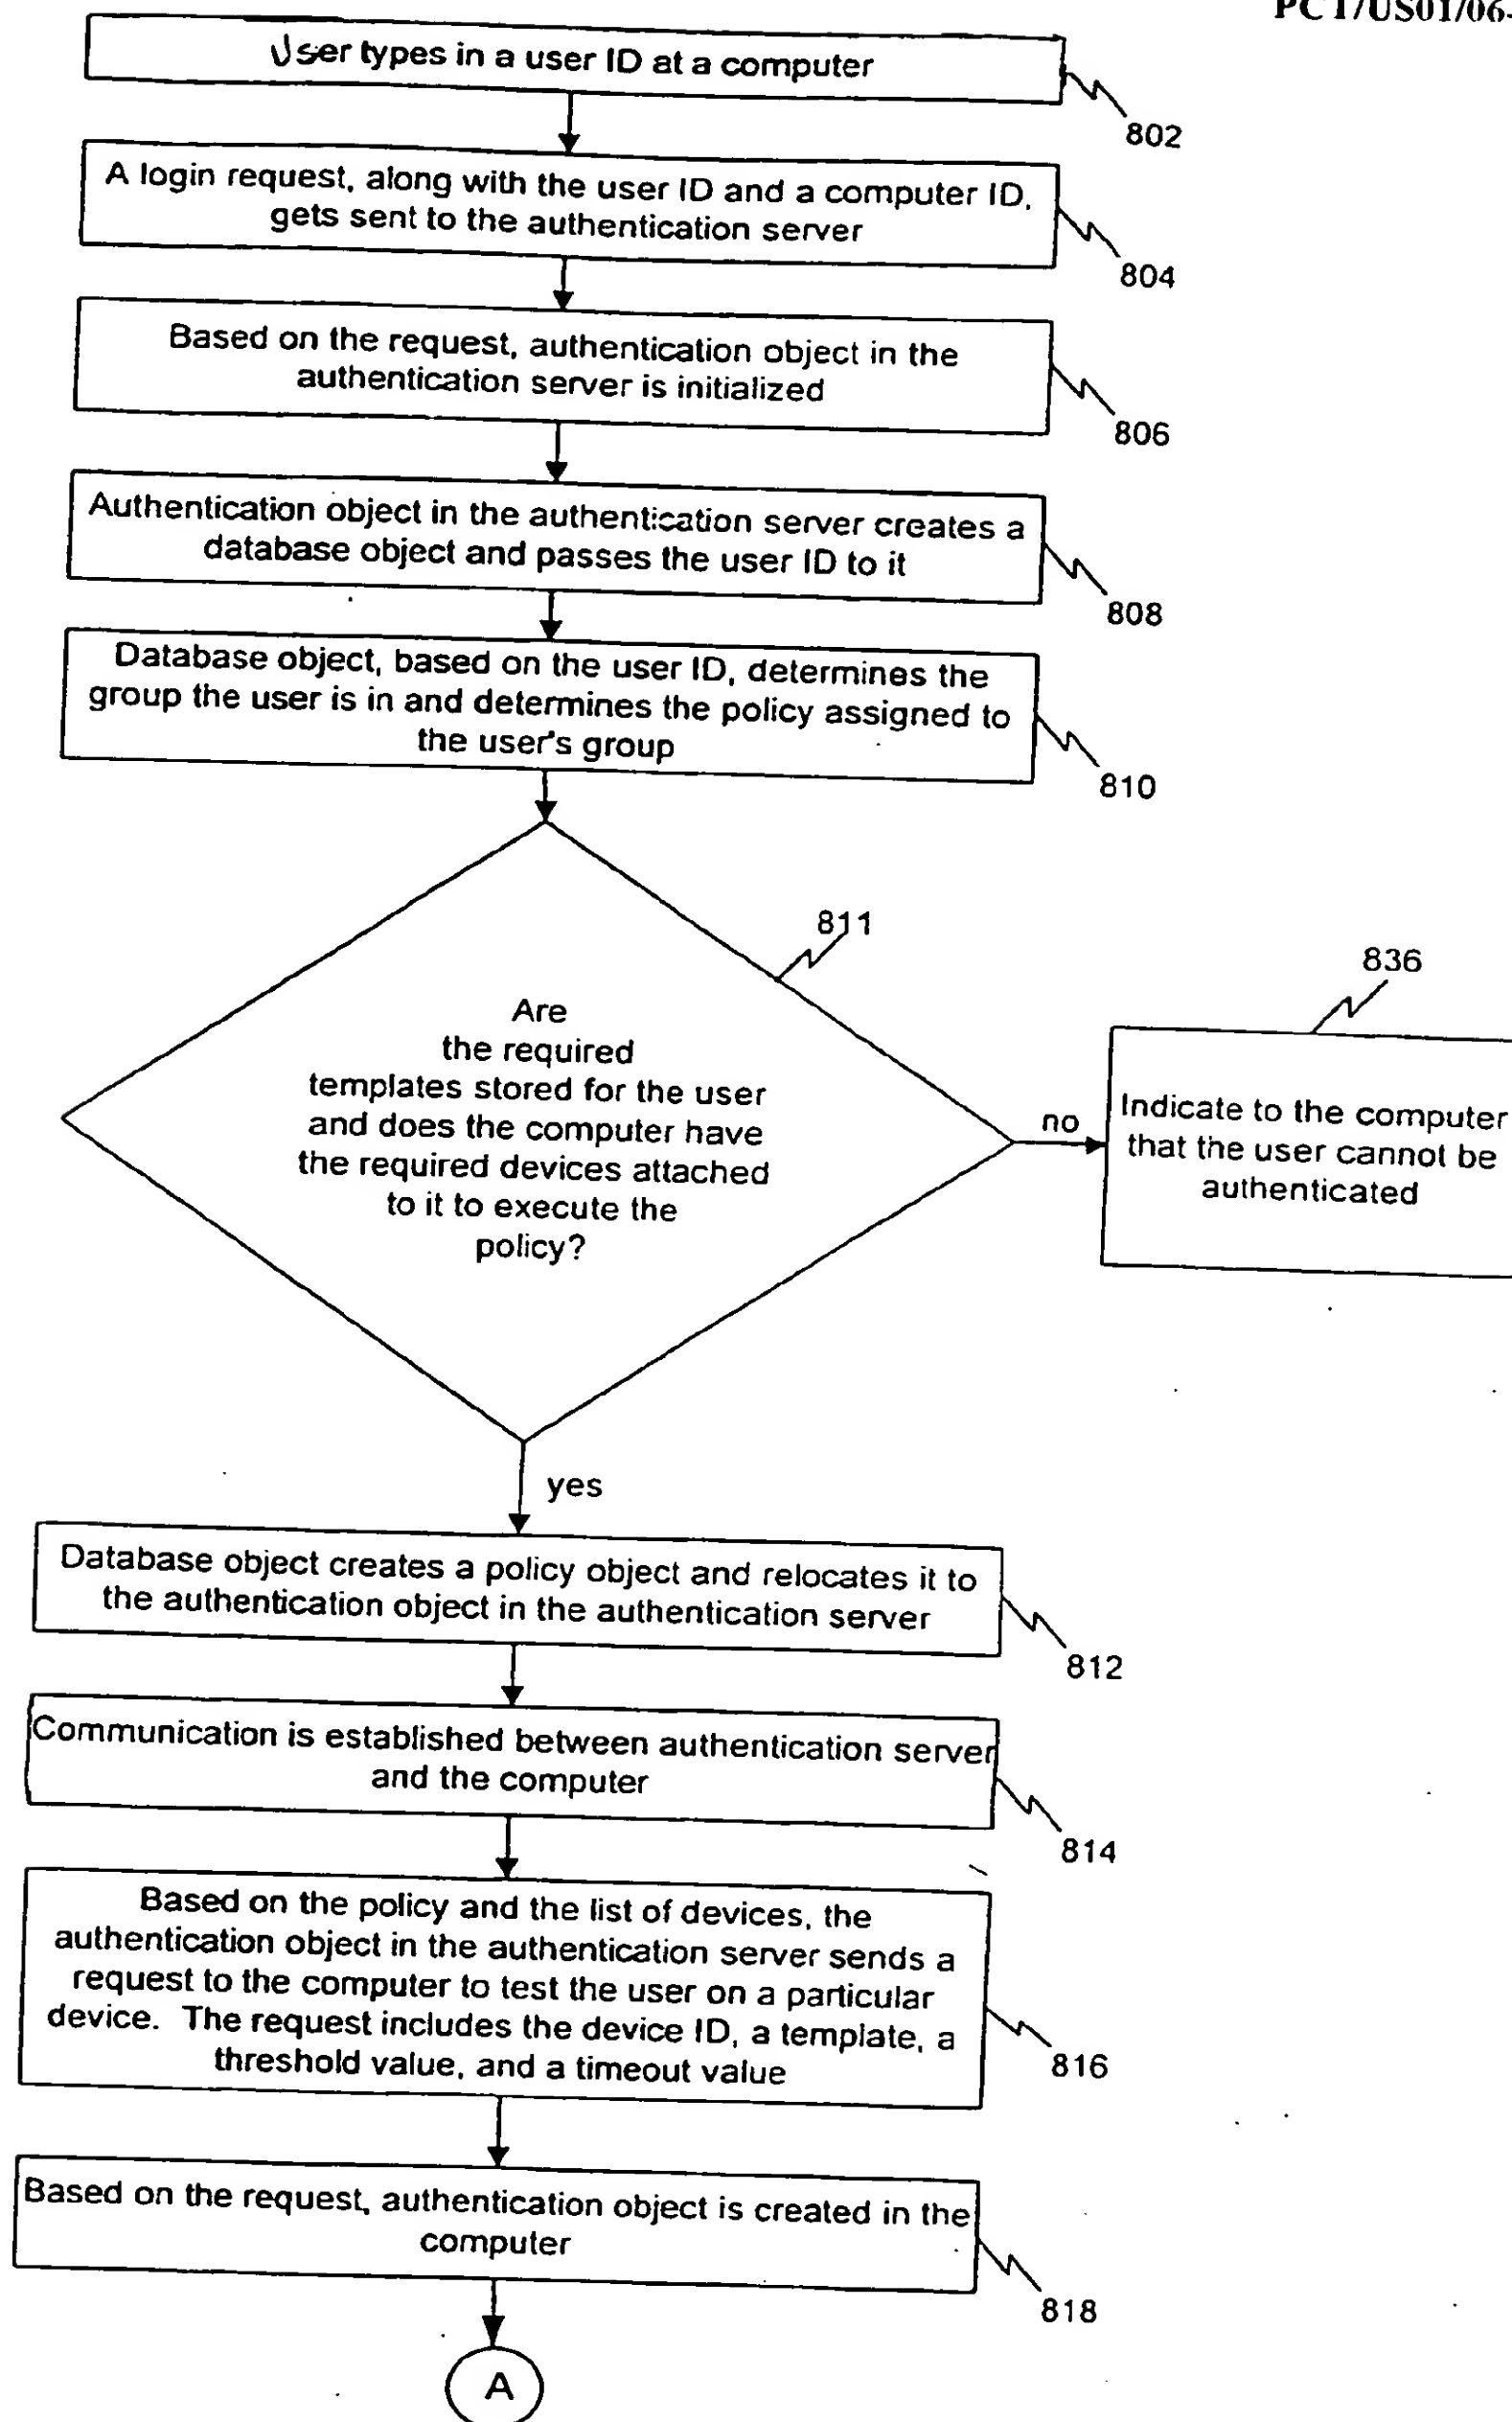 PCT/US01/06
User types in a user ID at a computer
802
A login request, along with the user ID and a computer ID,
gets sent to the authentication server
804
Based on the request, authentication object in the
authentication server is initialized
806
Authentication object in the authentication server creates a
database object and passes the user ID to it
808
Database object, based on the user ID, determines the
group the user is in and determines the policy assigned to
the user's group
810
811
Are
the required
templates stored for the user
and does the computer have
the required devices attached
to it to execute the
policy?
no
836
Indicate to the computer
that the user cannot be
authenticated
yes
Database object creates a policy object and relocates it to
the authentication object in the authentication server
812
Communication is established between authentication server
and the computer
814
Based on the policy and the list of devices, the
authentication object in the authentication server sends a
request to the computer to test the user on a particular
device. The request includes the device ID, a template, a
threshold value, and a timeout value
816
Based on the request, authentication object is created in the
computer
818
A